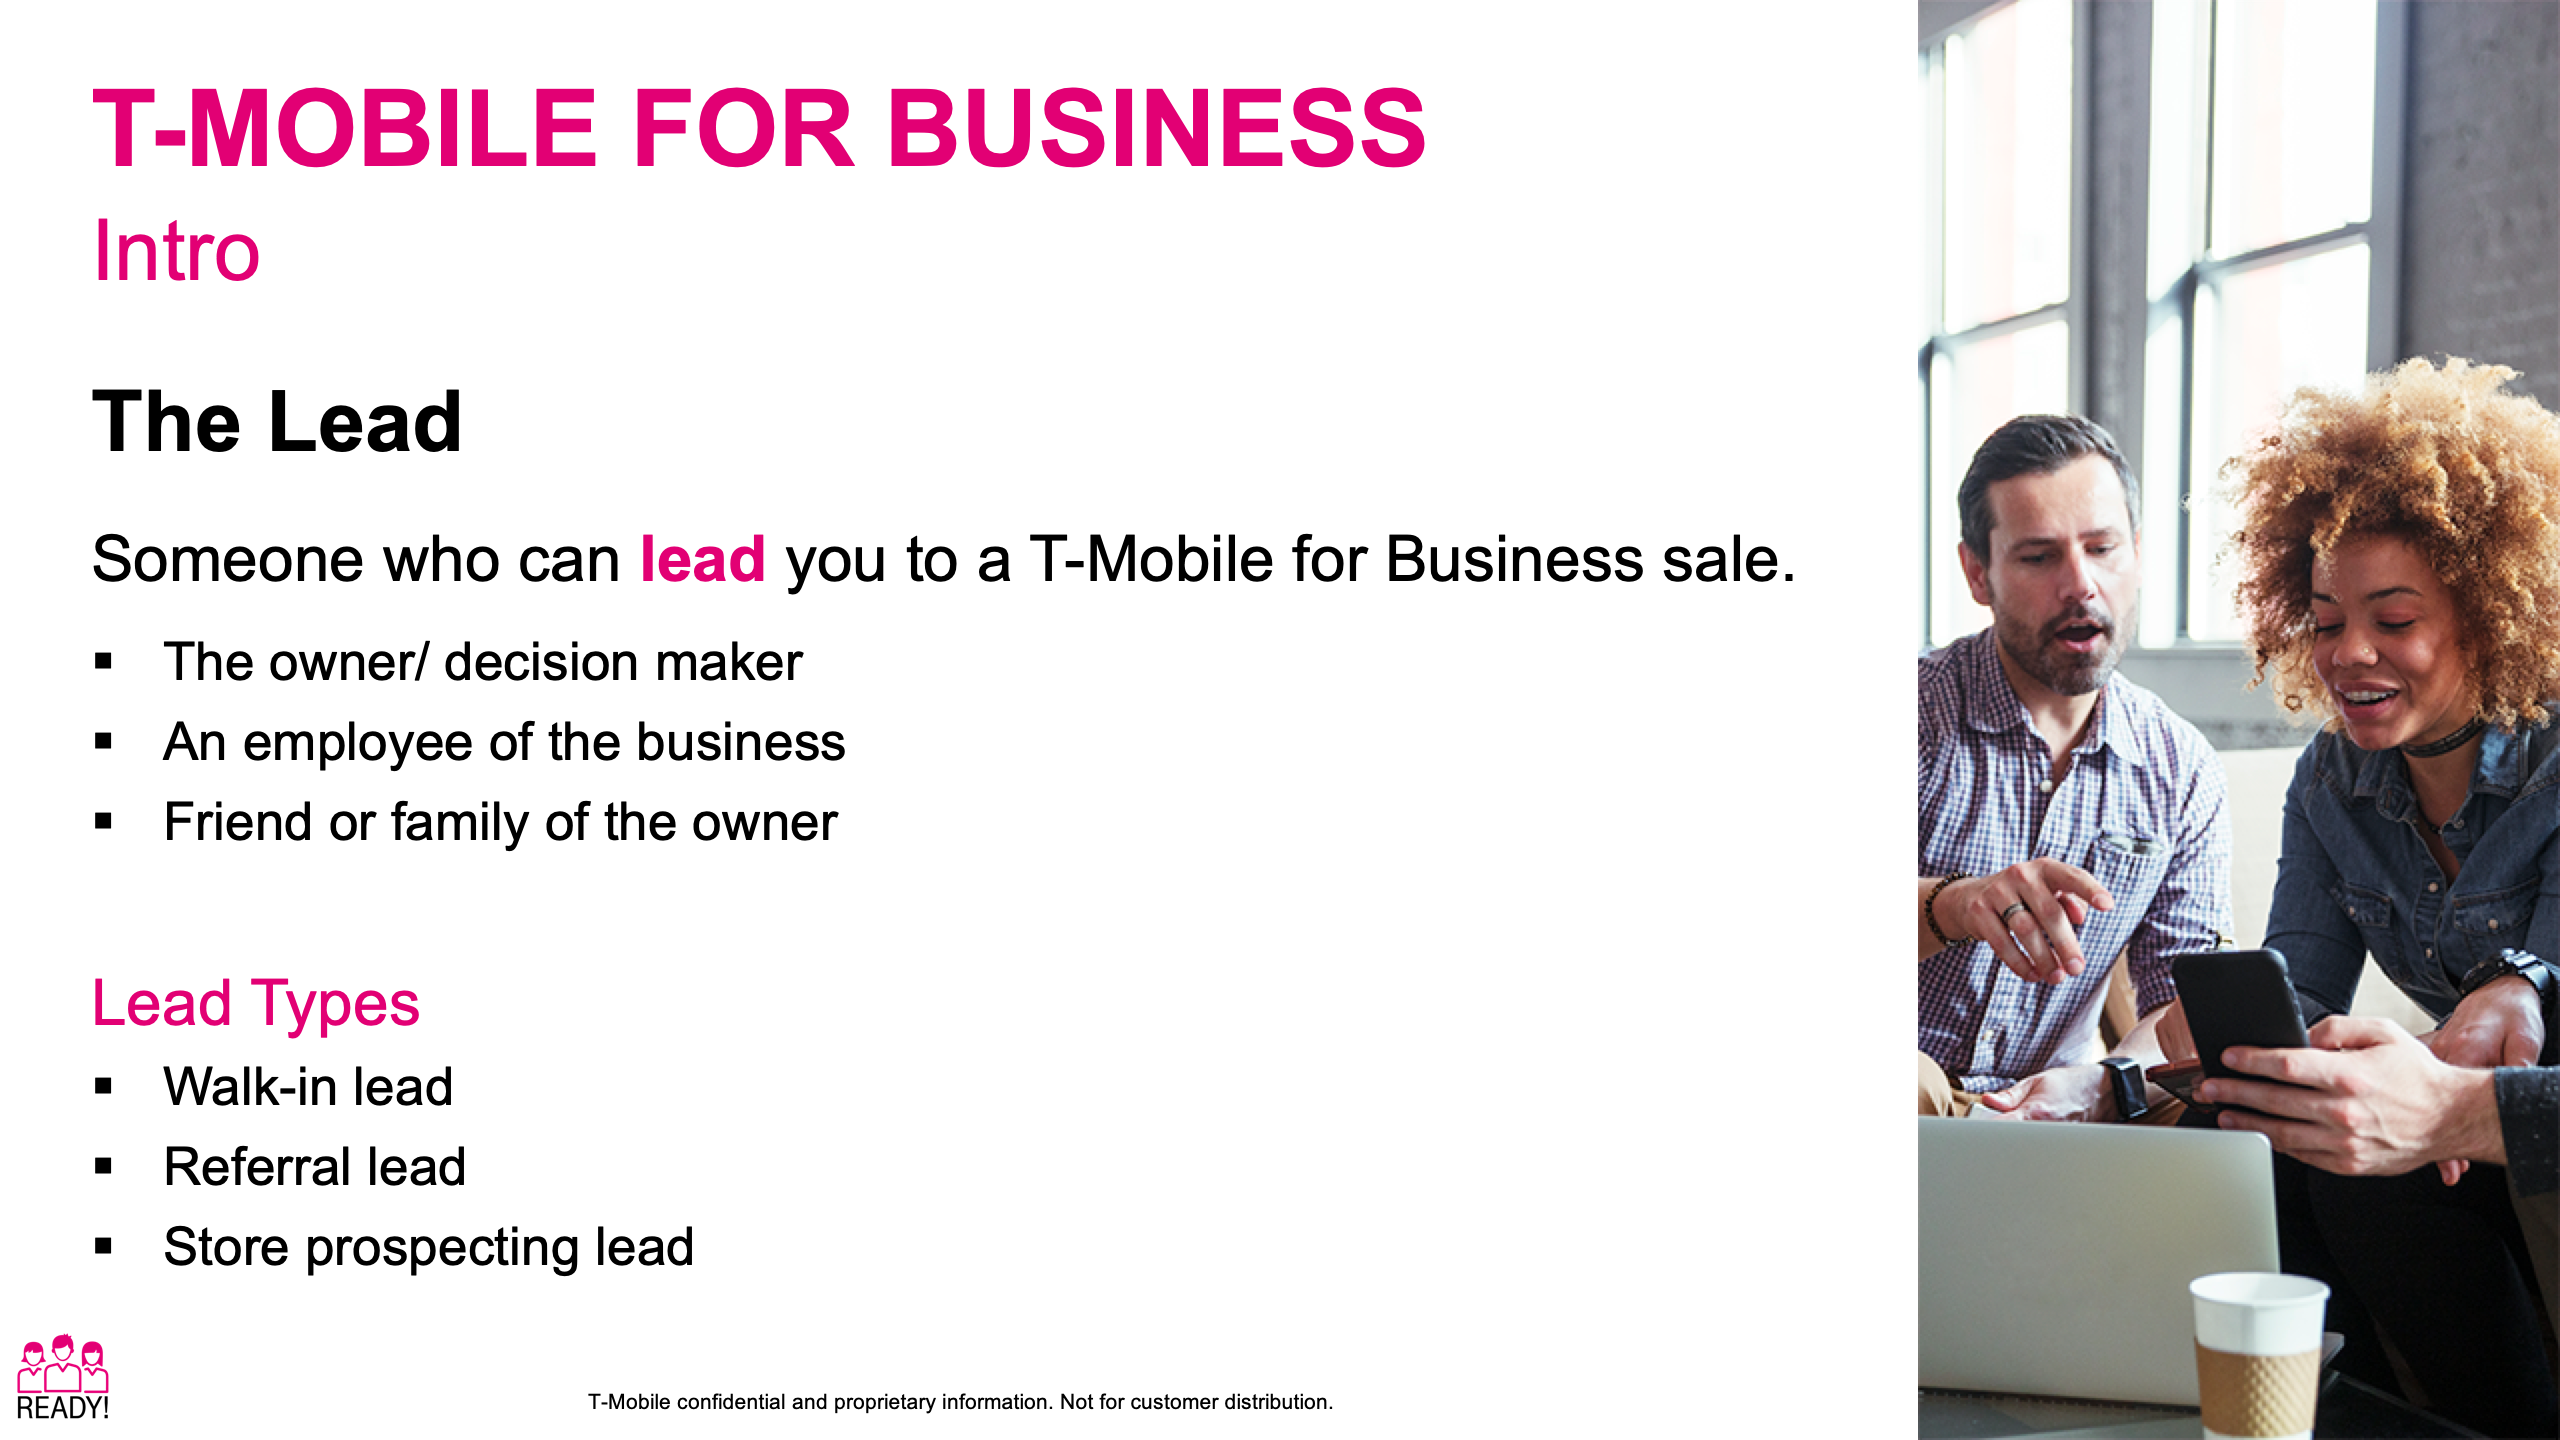 T-MOBILE FOR BUSINESS
Intro
The Lead
Someone who can lead you to a T-Mobile for Business sale.
▪ The owner/ decision maker
▪ An employee of the business
▪ Friend or family of the owner
Lead Types
▪ Walk-in lead
▪ Referral lead
▪ Store prospecting lead
READY!
T-Mobile confidential and proprietary information. Not for customer distribution.